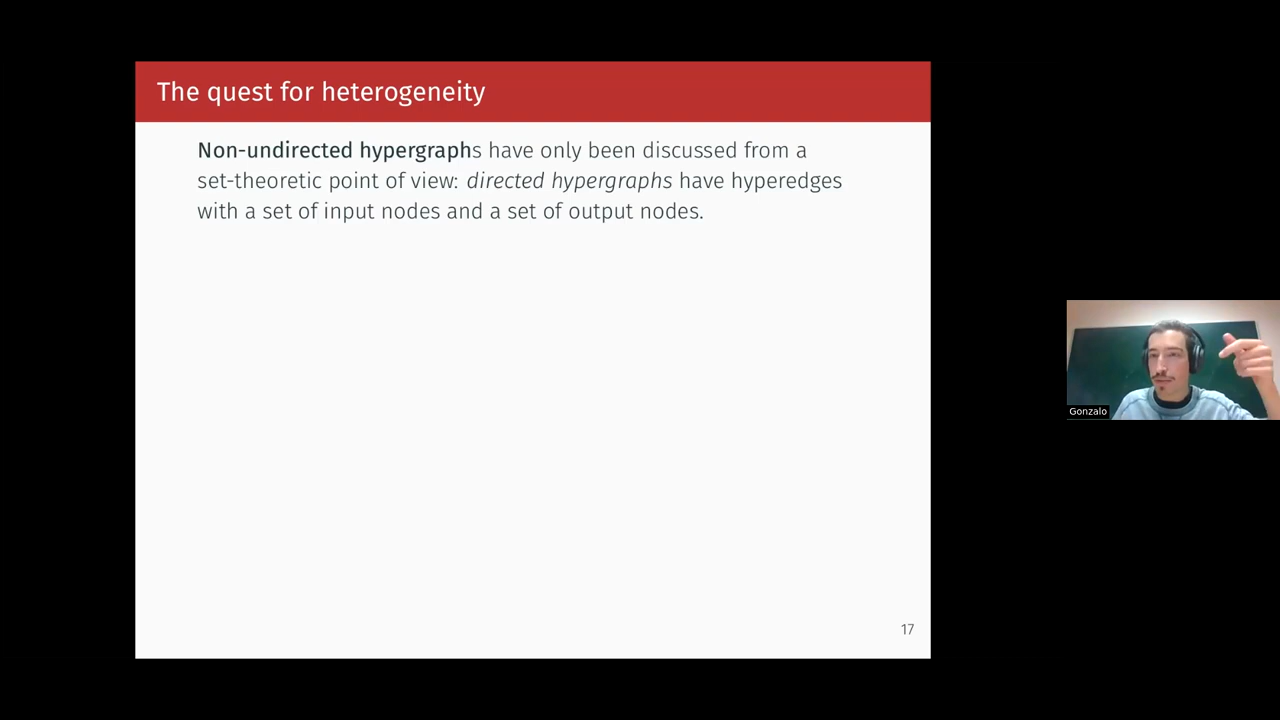 The quest for heterogeneity
Non-undirected hypergraphs have only been discussed from a
set-theoretic point of view: directed hypergraphs have hyperedges
with a set of input nodes and a set of output nodes.
Gonzalo
17